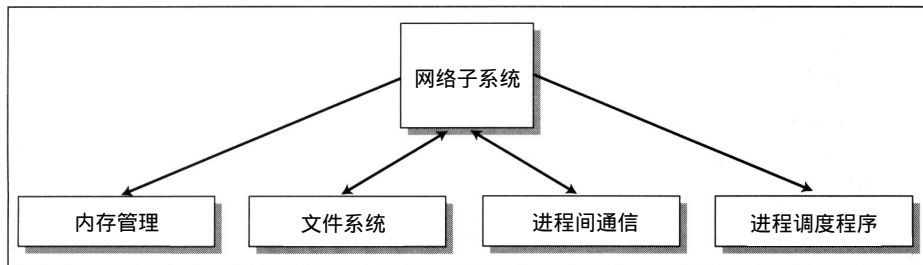 网络子系统
内存管理
文件系统
进程间通信
进程调度程序